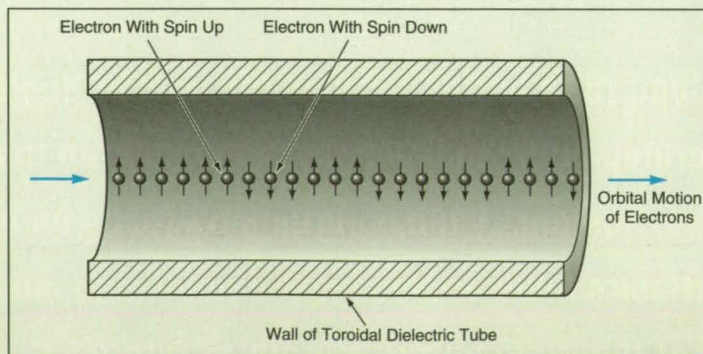 Electron With Spin Up
Electron With Spin Down
Orbital Motion
of Electrons
Wall of Toroidal Dielectric Tube